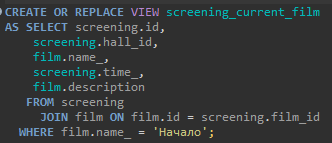 CREATE OR REPLACE VIEW screening_current_film
AS SELECT screening.id,
screening.hall_id,
film.name_,
screening.time_,
film.description
FROM screening
JOIN film ON film.id = screening.film_id
WHERE film.name_ = 'Начало';